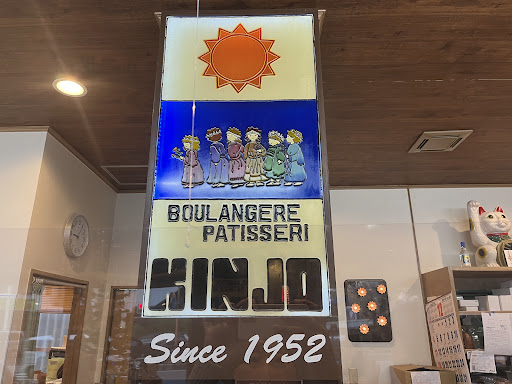 BOULANGERE
PATISSERI
KINJO
Since 1952